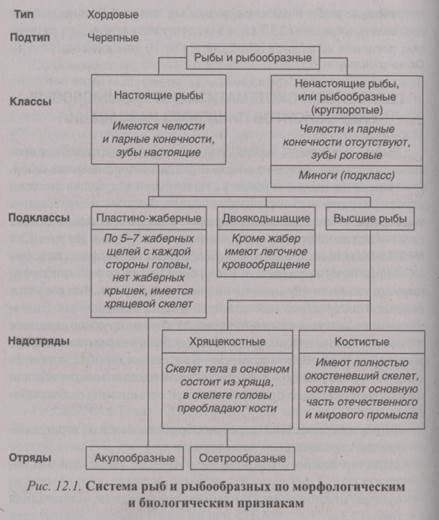 Тип Хордовые
Подтип Черепные
Рыбы и рыбообразные
Классы
Настоящие рыбы
Имеются челюсти
и парные конечности,
зубы настоящие
Ненастоящие рыбы,
или рыбообразные
(круглоротые)
Челюсти и парные
конечности отсутствуют,
зубы роговые
Миноги (подкласс)
Подклассы
Пластино-жаберные
По 5–7 жаберных
щелей с каждой
стороны головы,
нет жаберных
крышек, имеется
хрящевой скелет
Двоякодышащие
Кроме жабер
имеют легочное
кровообращение
Высшие рыбы
Надотряды
Хрящекостные
Скелет тела в основном
состоит из хряща,
в скелете головы
преобладают кости
Костистые
Имеют полностью
окостеневший скелет,
составляют основную
часть отечественного
и мирового промысла
Отряды
Акулообразные
Осетрообразные
Рис. 12.1. Система рыб и рыбообразных по морфологическим
и биологическим признакам